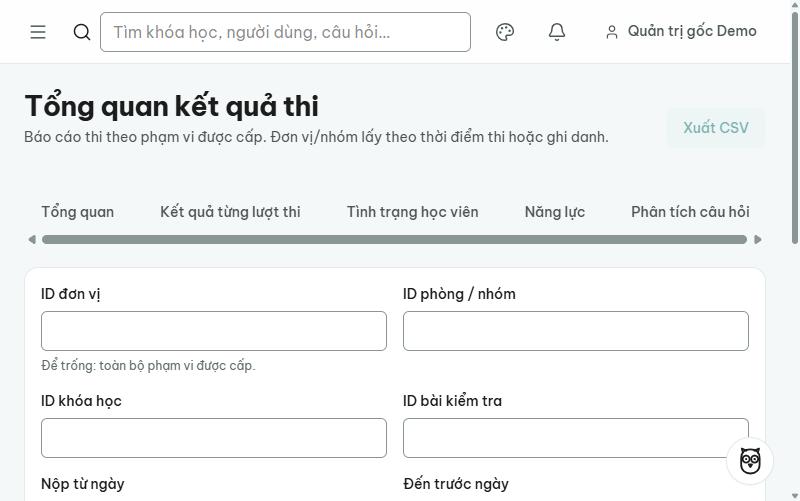 Tìm khóa học, người dùng, câu hỏi...
Quản trị gốc Demo
Tổng quan kết quả thi
Báo cáo thi theo phạm vi được cấp. Đơn vị/nhóm lấy theo thời điểm thi hoặc ghi danh.
Xuất CSV
Tổng quan
Kết quả từng lượt thi
Tình trạng học viên
Năng lực
Phân tích câu hỏi
ID đơn vị
ID phòng / nhóm
Để trống: toàn bộ phạm vi được cấp.
ID khóa học
ID bài kiểm tra
Nộp từ ngày
Đến trước ngày